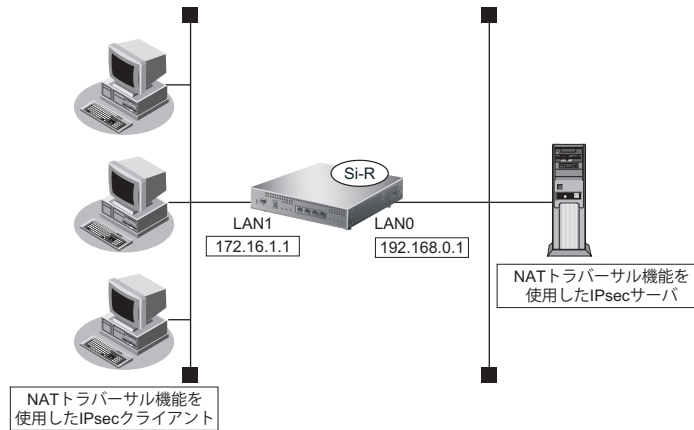 Si-R
LAN1
172.16.1.1
LAN0
192.168.0.1
NATトラバーサル機能を
使用したIPsecサーバ
NATトラバーサル機能を
使用したIPsecクライアント